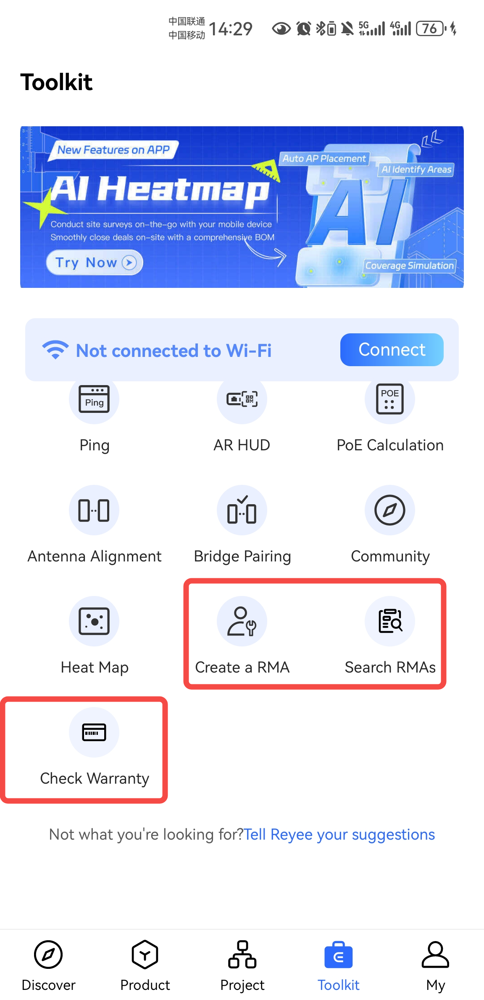 中国联通
中国移动
14:29
5G
4G
76
Toolkit
3
2
1
0
New Features on APP
AI Heatmap
Conduct site surveys on-the-go with your mobile device
Smoothly close deals on-site with a comprehensive BOM
Try Now
Auto AP Placement
AI Identify Areas
AI
Coverage Simulation
Not connected to Wi-Fi
Connect
Ping
POE
Ping
AR HUD
PoE Calculation
Antenna Alignment
Bridge Pairing
Community
Heat Map
Create a RMA
Search RMAs
Check Warranty
Not what you're looking for?Tell Reyee your suggestions
Discover
Product
Project
Toolkit
My